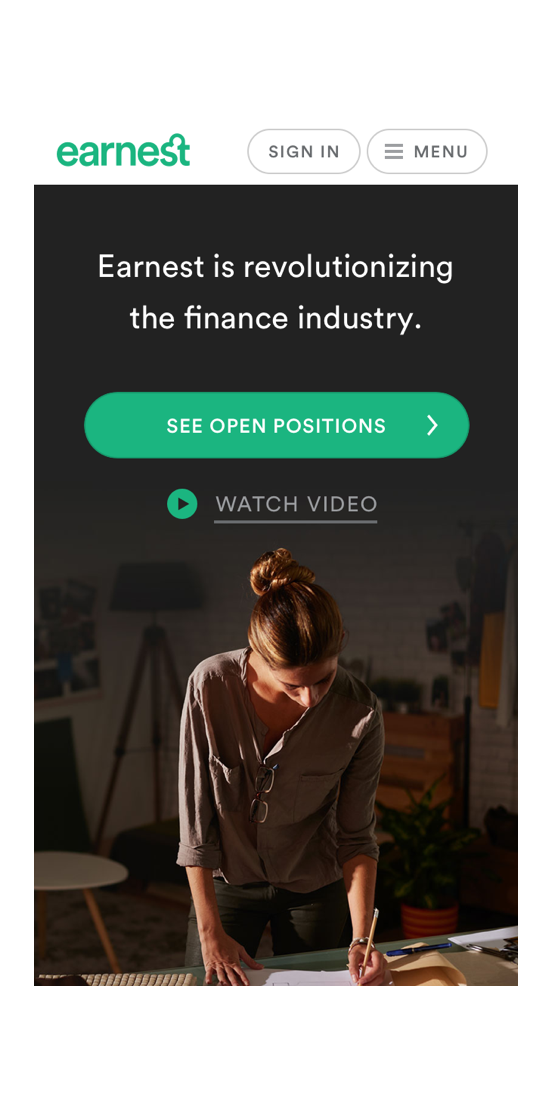 earnest
SIGN IN
MENU
Earnest is revolutionizing
the finance industry.
SEE OPEN POSITIONS
WATCH VIDEO